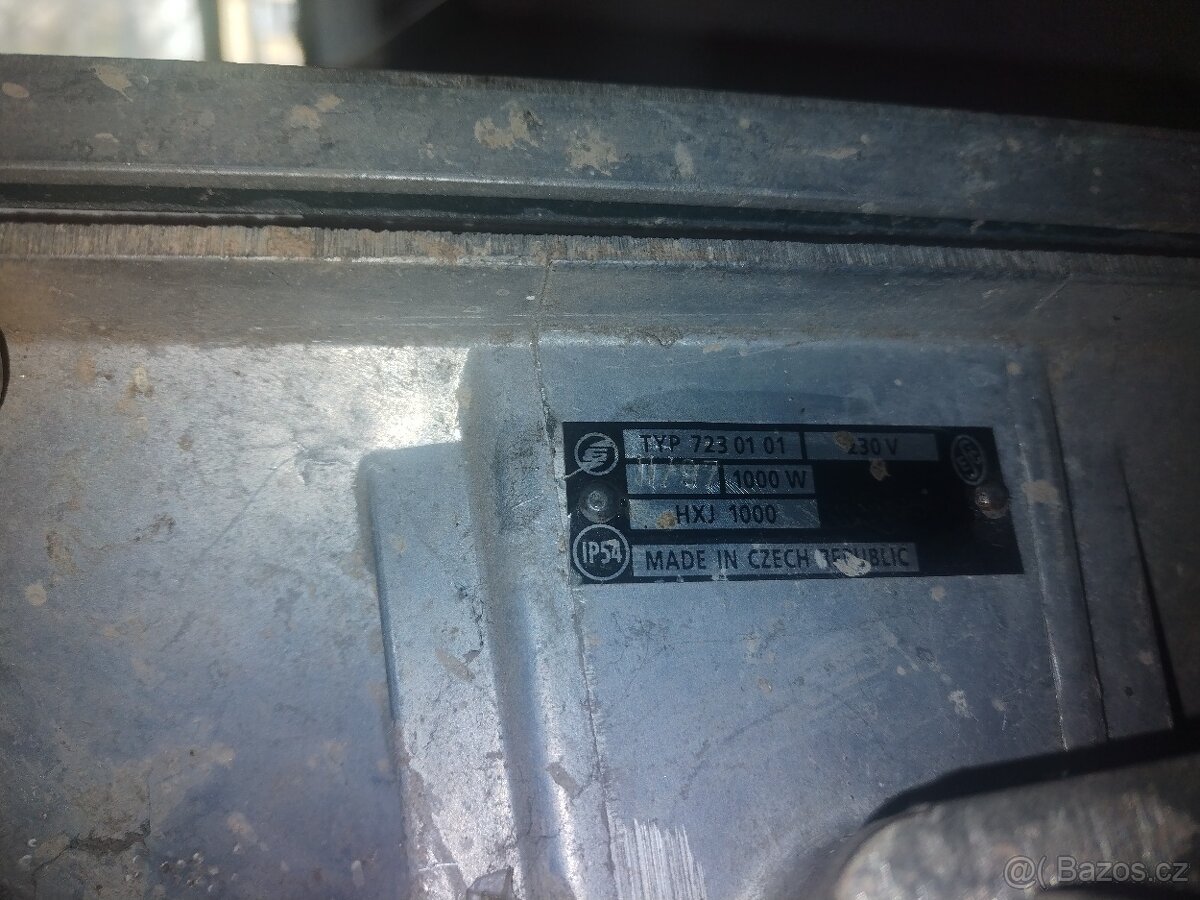 TYP 723 01 01 230 V
1000 W
HXJ 1000
IP54 MADE IN CZECH REPUBLIC
@( Bazos.cz